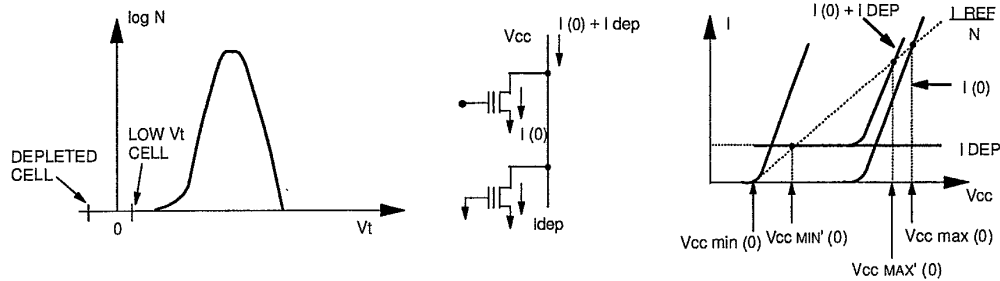 log N
DEPLETED
CELL
LOW Vt
CELL
0
Vt
I (0) + I dep
Vcc
I (0)
Idep
I
I (0) + I DEP
I REF
N
I (0)
I DEP
Vcc
Vcc min (0)
Vcc MIN' (0)
Vcc max (0)
Vcc MAX' (0)